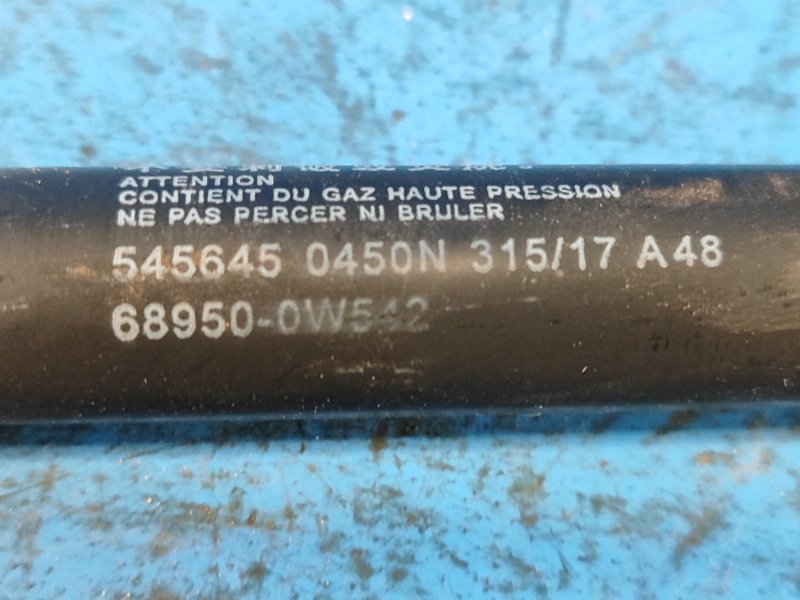 ATTENTION
CONTIENT DU GAZ HAUTE PRESSION
NE PAS PERCER NI BRULER
545645 0450N 315/17 A48
68950-0W542